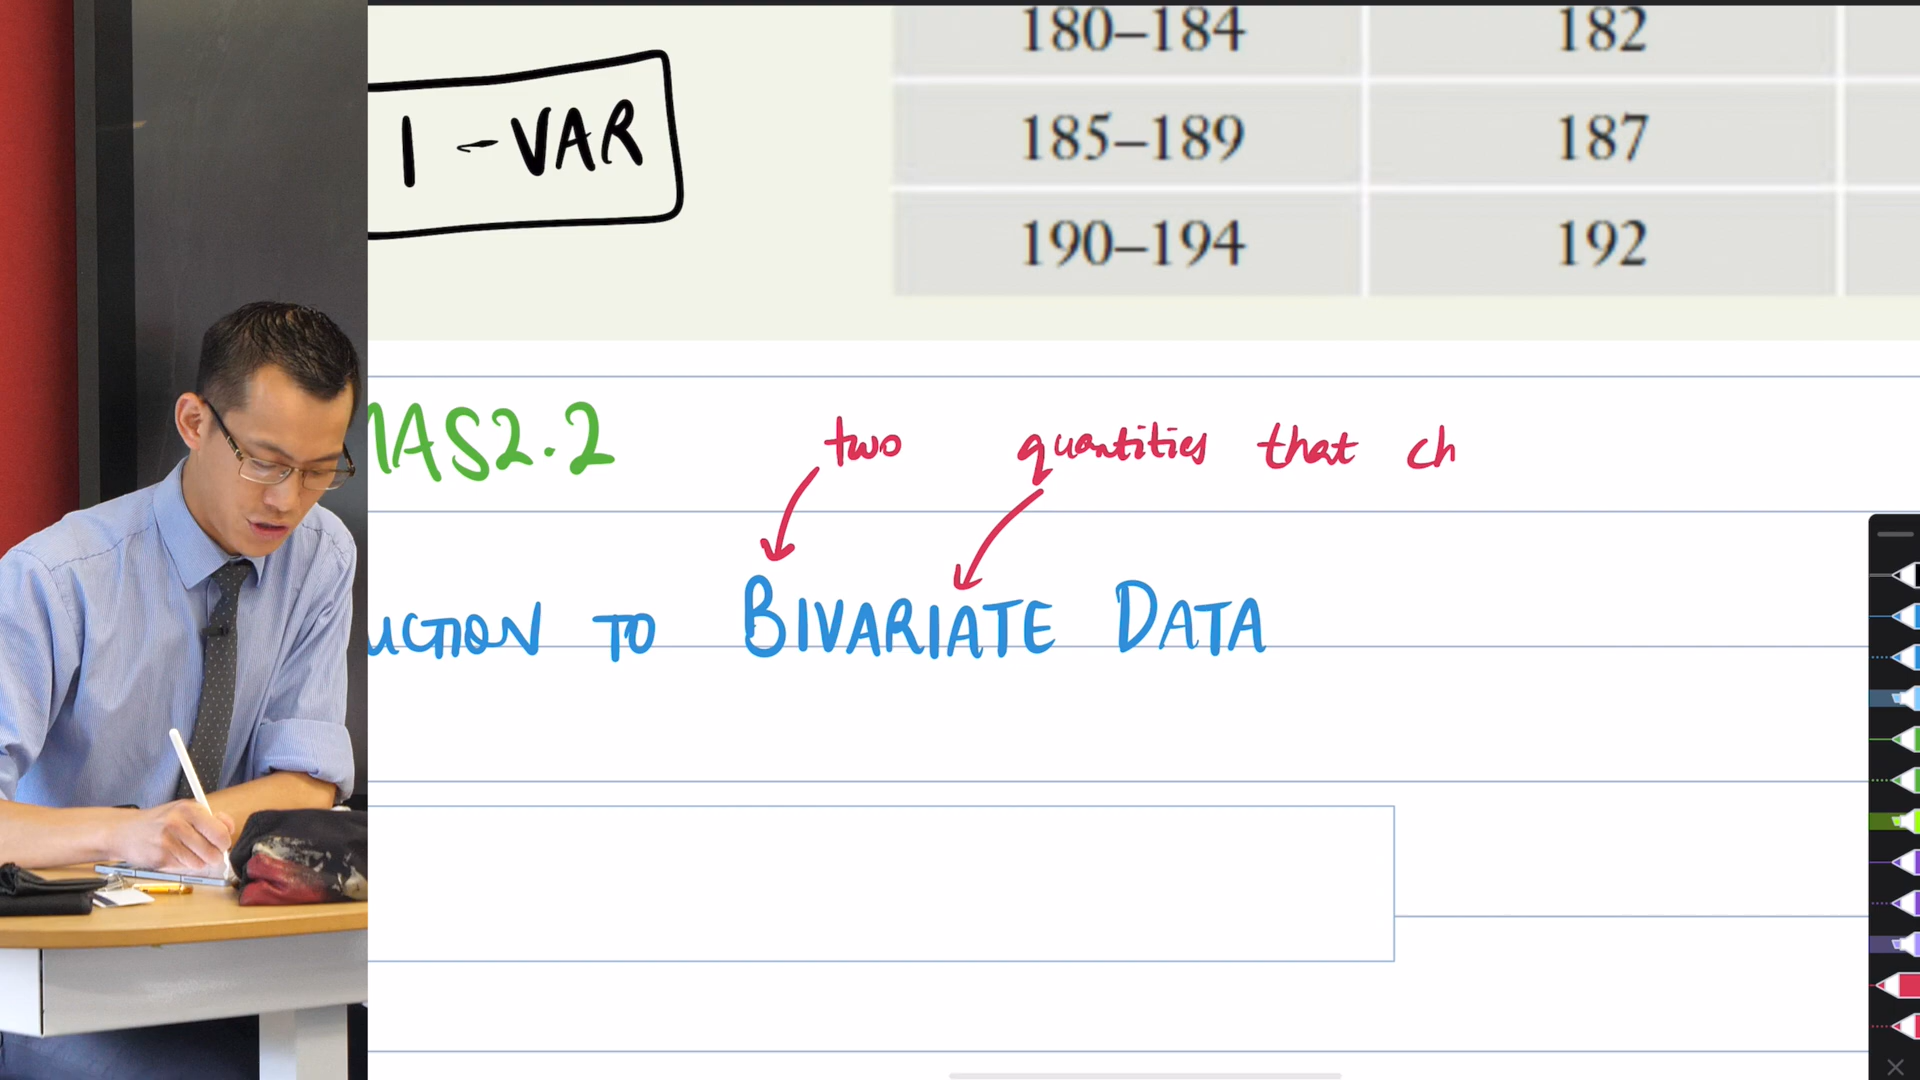 180–184 182
1-VAR
185–189 187
190–194 192
MAS2.2 two quantities that ch
UCTION TO BIVARIATE DATA